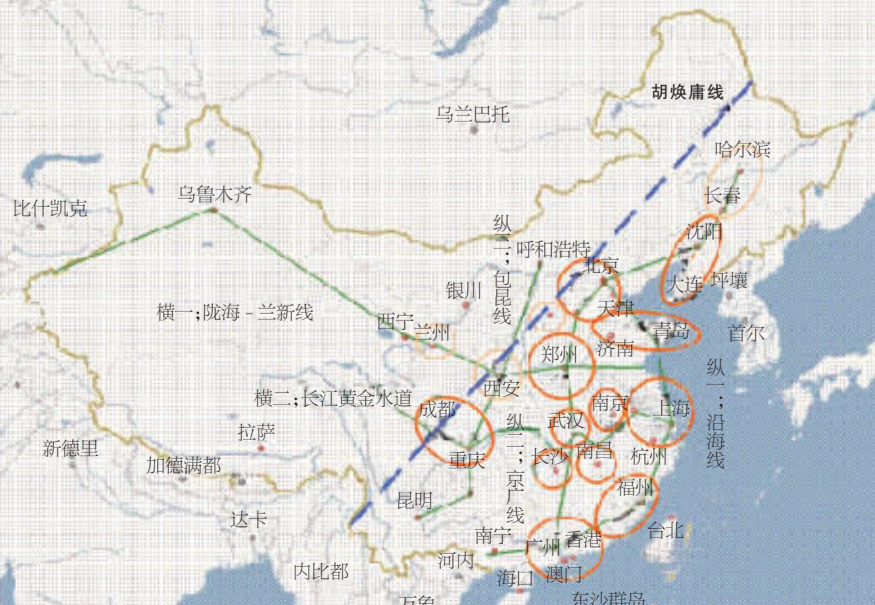 胡焕庸线
乌兰巴托
哈尔滨
长春
乌鲁木齐
比什凯克
沈阳
纵三；包昆线
呼和浩特
北京
大连
坪壤
银川
天津
横一;陇海－兰新线
西宁
兰州
青岛
首尔
济南
郑州
纵一；沿海线
西安
横二;长江黄金水道
成都
南京
上海
武汉
纵二；京广线
拉萨
新德里
加德满都
重庆
长沙
南昌
杭州
福州
昆明
达卡
台北
南宁
广州
香港
河内
内比都
海口
澳门
万象
东沙群岛